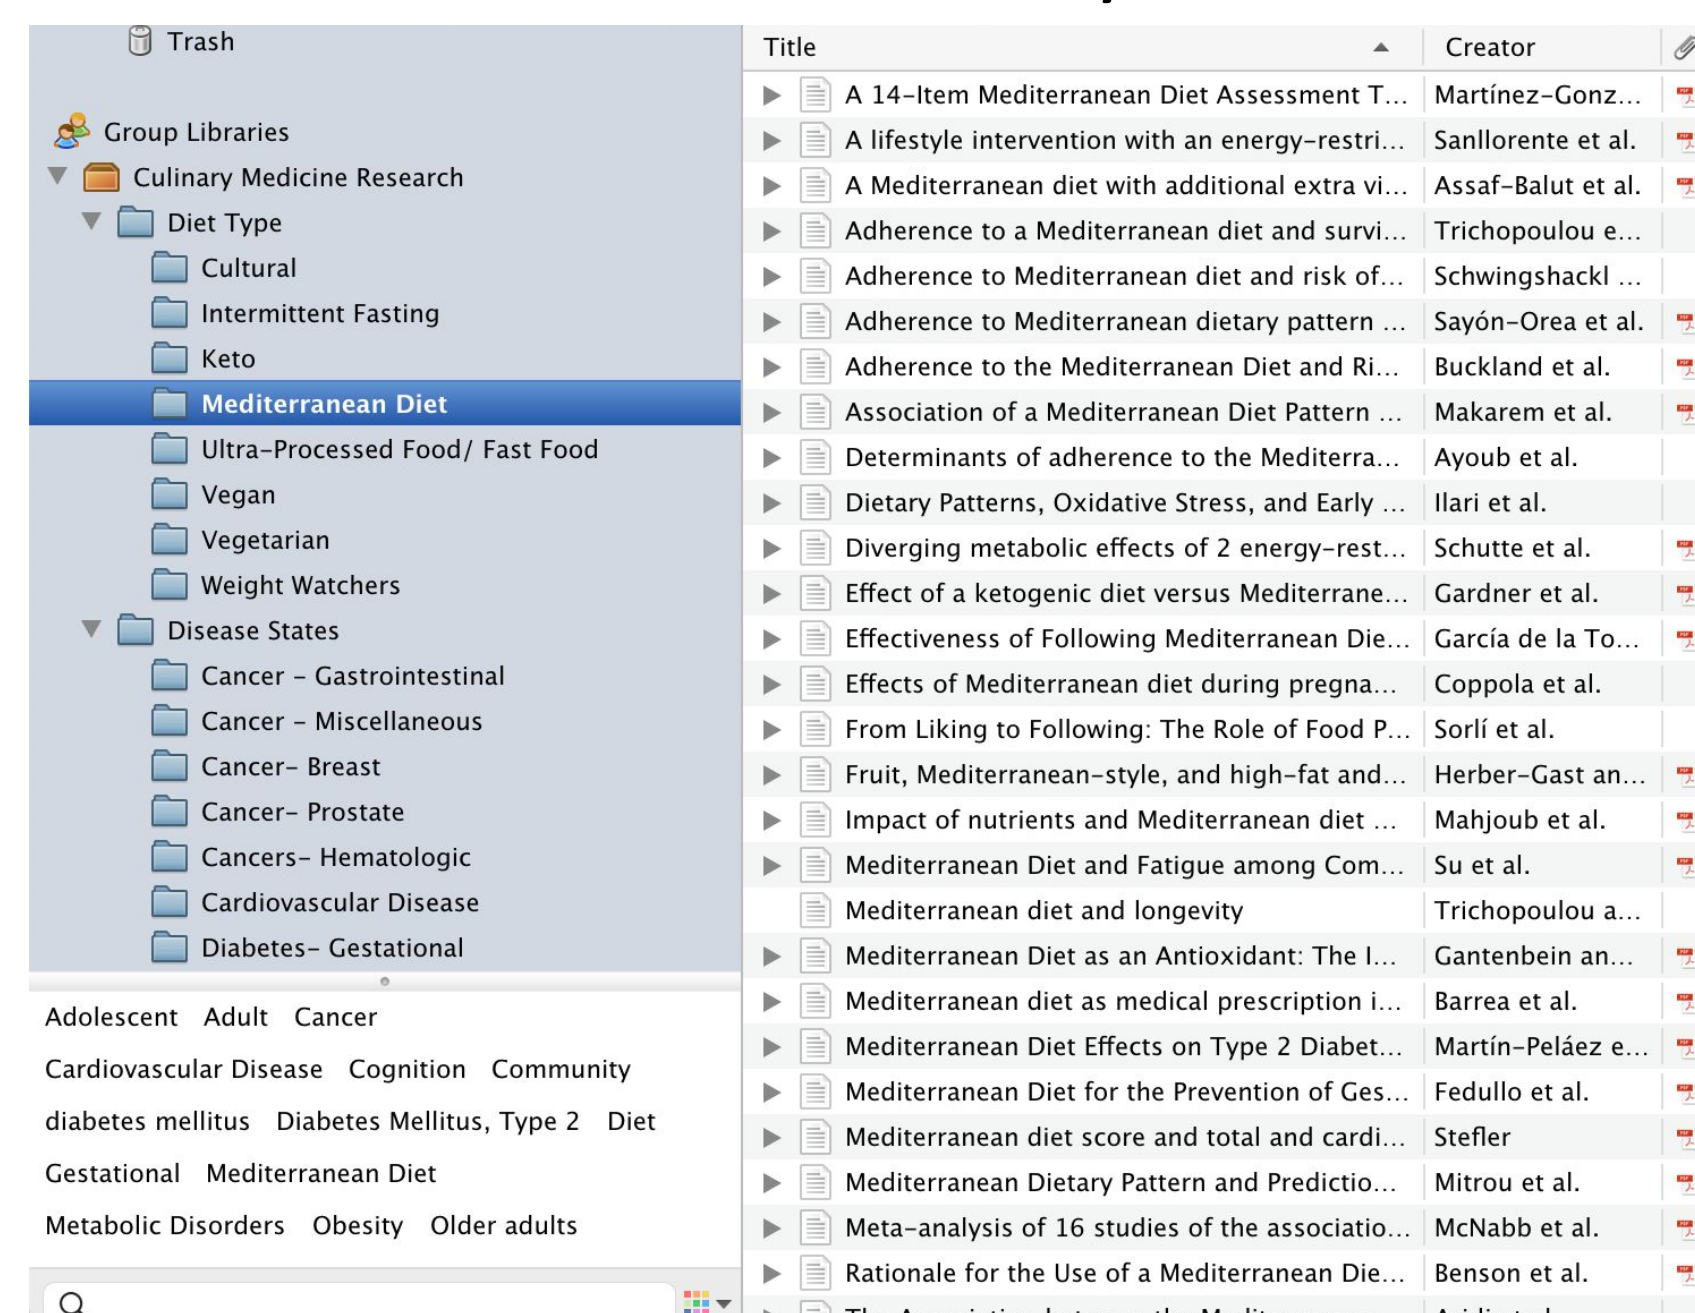 Trash
Group Libraries
Culinary Medicine Research
Diet Type
Cultural
Intermittent Fasting
Keto
Mediterranean Diet
Ultra-Processed Food/ Fast Food
Vegan
Vegetarian
Weight Watchers
Disease States
Cancer – Gastrointestinal
Cancer – Miscellaneous
Cancer- Breast
Cancer- Prostate
Cancers- Hematologic
Cardiovascular Disease
Diabetes- Gestational
Adolescent Adult Cancer
Cardiovascular Disease Cognition Community
diabetes mellitus Diabetes Mellitus, Type 2 Diet
Gestational Mediterranean Diet
Metabolic Disorders Obesity Older adults
Title Creator
A 14-Item Mediterranean Diet Assessment T... Martínez-Gonz...
A lifestyle intervention with an energy-restri... Sanllorente et al.
A Mediterranean diet with additional extra vi... Assaf-Balut et al.
Adherence to a Mediterranean diet and survi... Trichopoulou e...
Adherence to Mediterranean diet and risk of... Schwingshackl ...
Adherence to Mediterranean dietary pattern ... Sayón-Orea et al.
Adherence to the Mediterranean Diet and Ri... Buckland et al.
Association of a Mediterranean Diet Pattern ... Makarem et al.
Determinants of adherence to the Mediterra... Ayoub et al.
Dietary Patterns, Oxidative Stress, and Early ... Ilari et al.
Diverging metabolic effects of 2 energy-rest... Schutte et al.
Effect of a ketogenic diet versus Mediterrane... Gardner et al.
Effectiveness of Following Mediterranean Die... García de la To...
Effects of Mediterranean diet during pregna... Coppola et al.
From Liking to Following: The Role of Food P... Sorlí et al.
Fruit, Mediterranean-style, and high-fat and... Herber-Gast an...
Impact of nutrients and Mediterranean diet ... Mahjoub et al.
Mediterranean Diet and Fatigue among Com... Su et al.
Mediterranean diet and longevity Trichopoulou a...
Mediterranean Diet as an Antioxidant: The I... Gantenbein an...
Mediterranean diet as medical prescription i... Barrea et al.
Mediterranean Diet Effects on Type 2 Diabet... Martín-Peláez e...
Mediterranean Diet for the Prevention of Ges... Fedullo et al.
Mediterranean diet score and total and cardi... Stefler
Mediterranean Dietary Pattern and Predictio... Mitrou et al.
Meta-analysis of 16 studies of the associatio... McNabb et al.
Rationale for the Use of a Mediterranean Die... Benson et al.